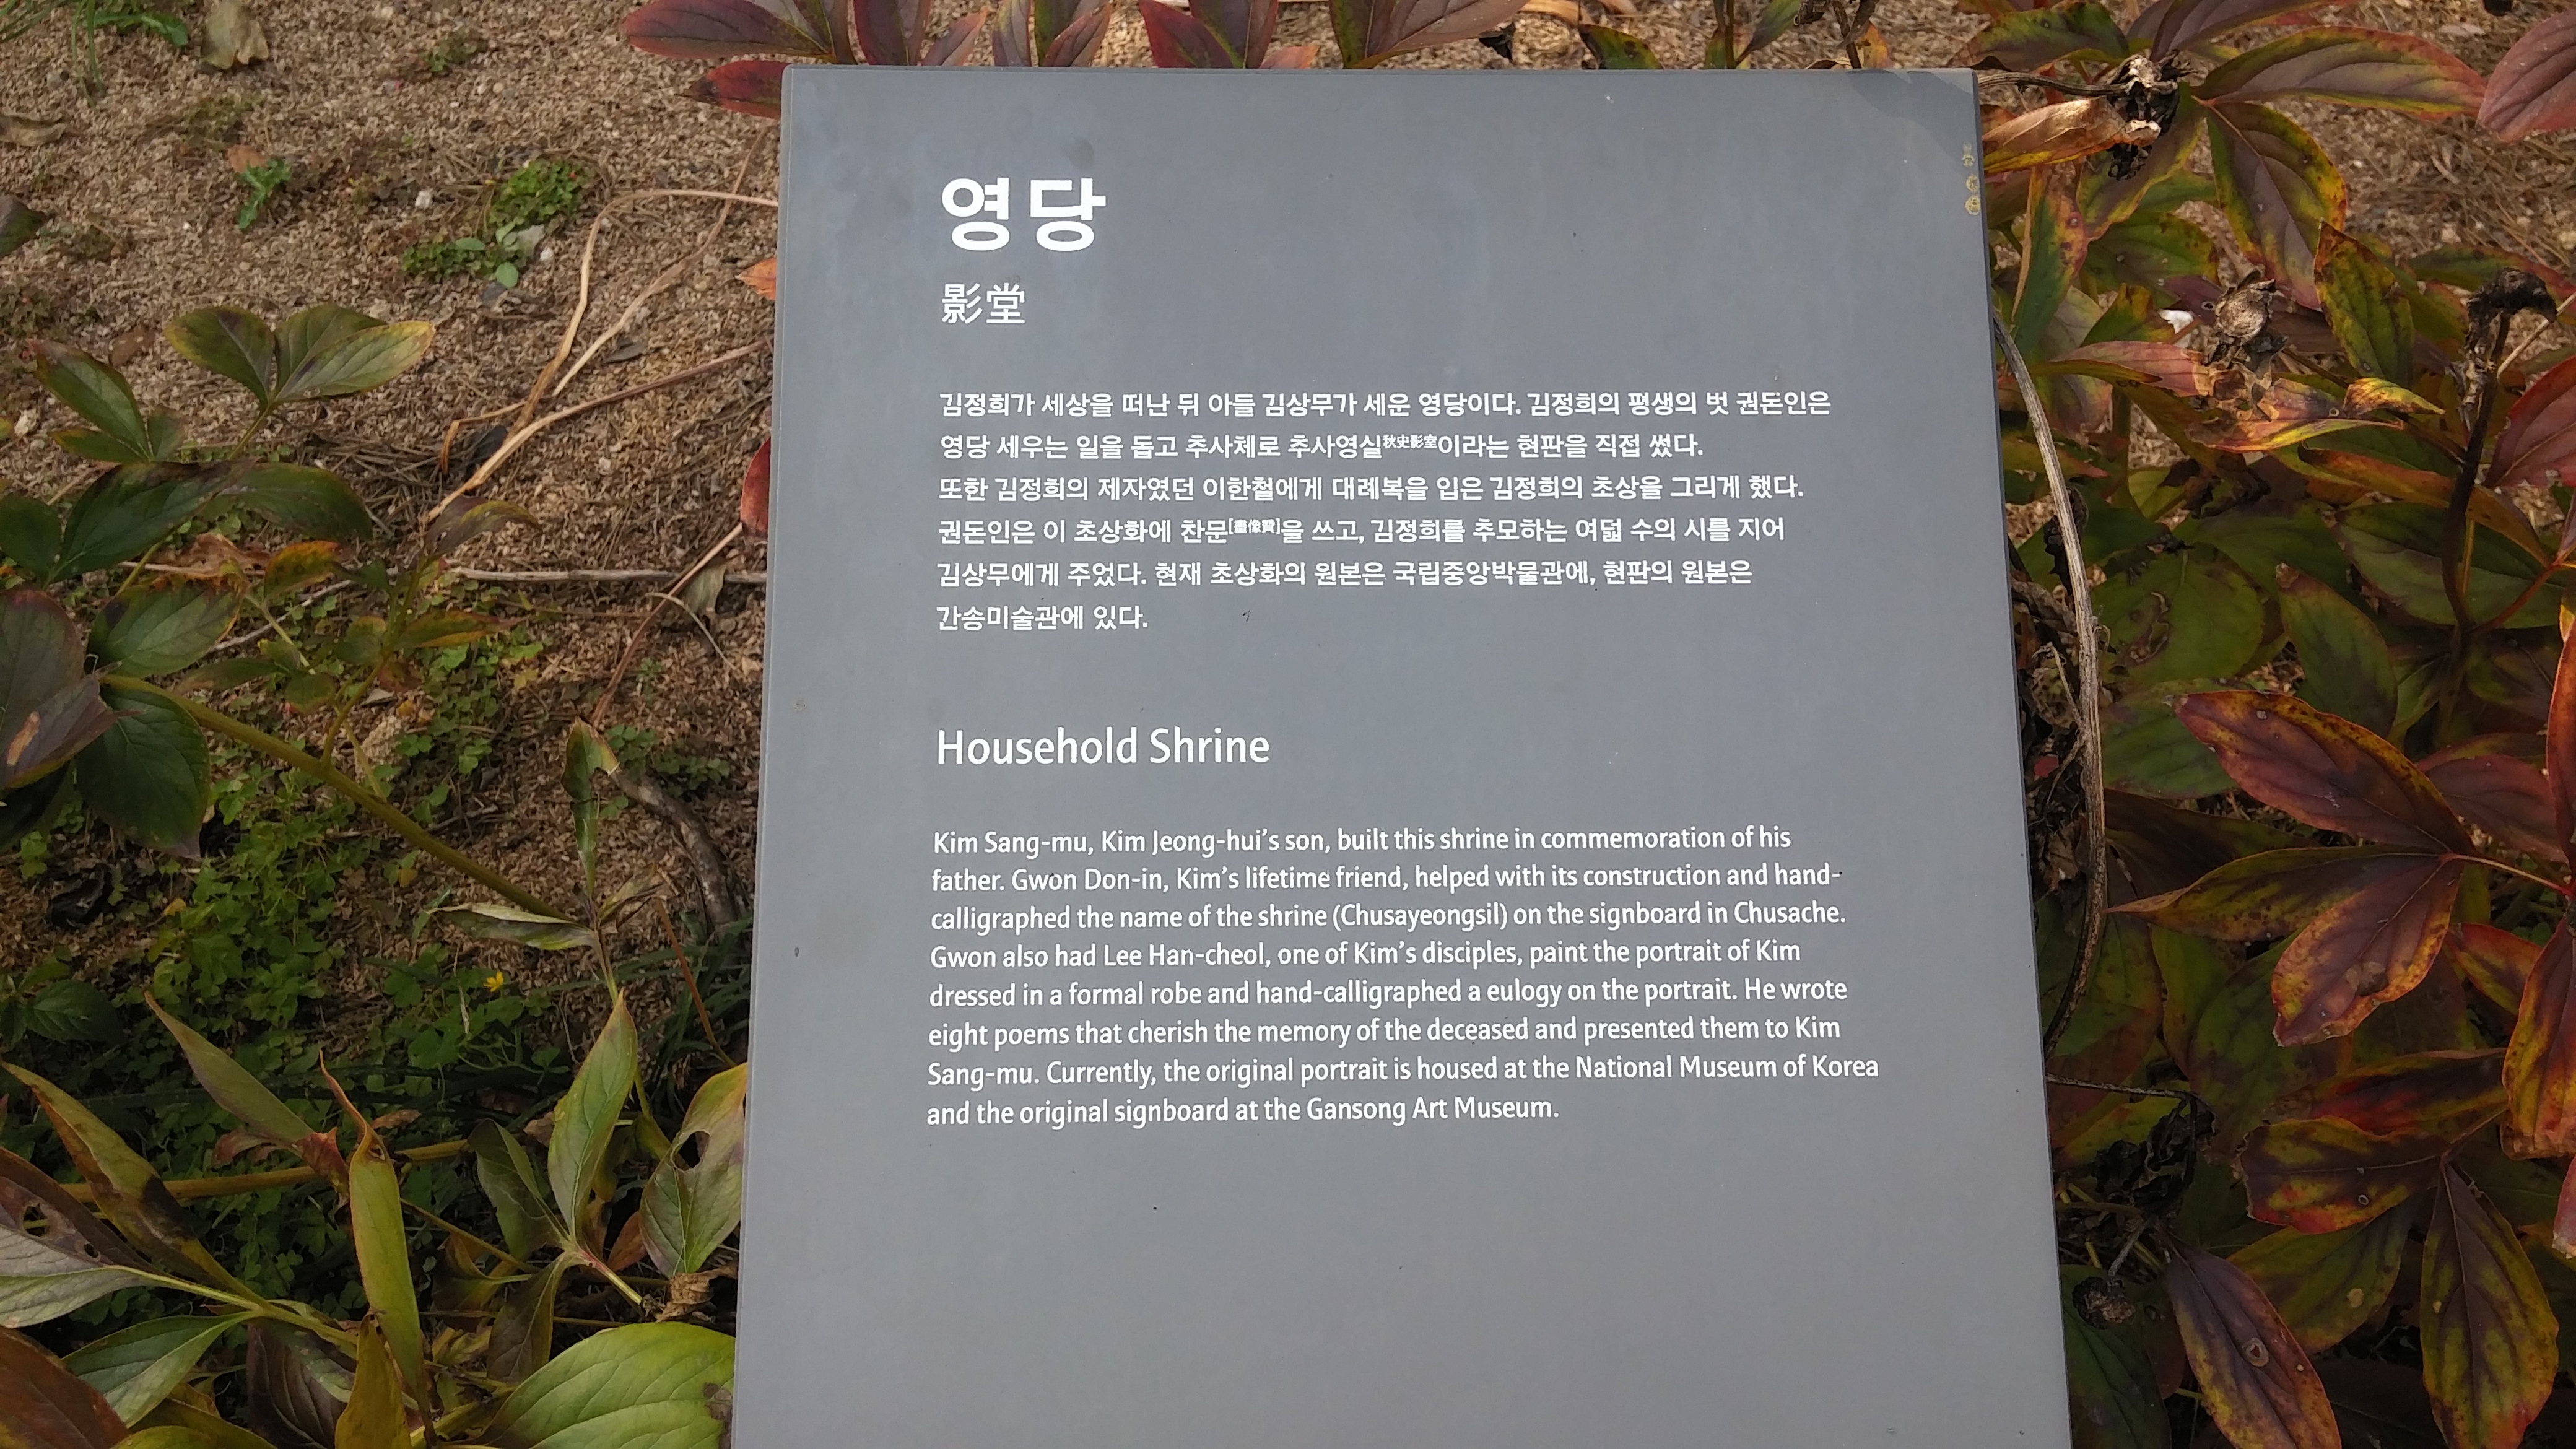 영당
影堂
김정희가 세상을 떠난 뒤 아들 김상무가 세운 영당이다. 김정희의 평생의 벗 권돈인은
영당 세우는 일을 돕고 추사체로 추사영실秋史影室이라는 현판을 직접 썼다.
또한 김정희의 제자였던 이한철에게 대례복을 입은 김정희의 초상을 그리게 했다.
권돈인은 이 초상화에 찬문[畫像贊]을 쓰고, 김정희를 추모하는 여덟 수의 시를 지어
김상무에게 주었다. 현재 초상화의 원본은 국립중앙박물관에, 현판의 원본은
간송미술관에 있다.
Household Shrine
Kim Sang-mu, Kim Jeong-hui's son, built this shrine in commemoration of his
father. Gwon Don-in, Kim's lifetime friend, helped with its construction and hand-
calligraphed the name of the shrine (Chusayeongsil) on the signboard in Chusache.
Gwon also had Lee Han-cheol, one of Kim's disciples, paint the portrait of Kim
dressed in a formal robe and hand-calligraphed a eulogy on the portrait. He wrote
eight poems that cherish the memory of the deceased and presented them to Kim
Sang-mu. Currently, the original portrait is housed at the National Museum of Korea
and the original signboard at the Gansong Art Museum.